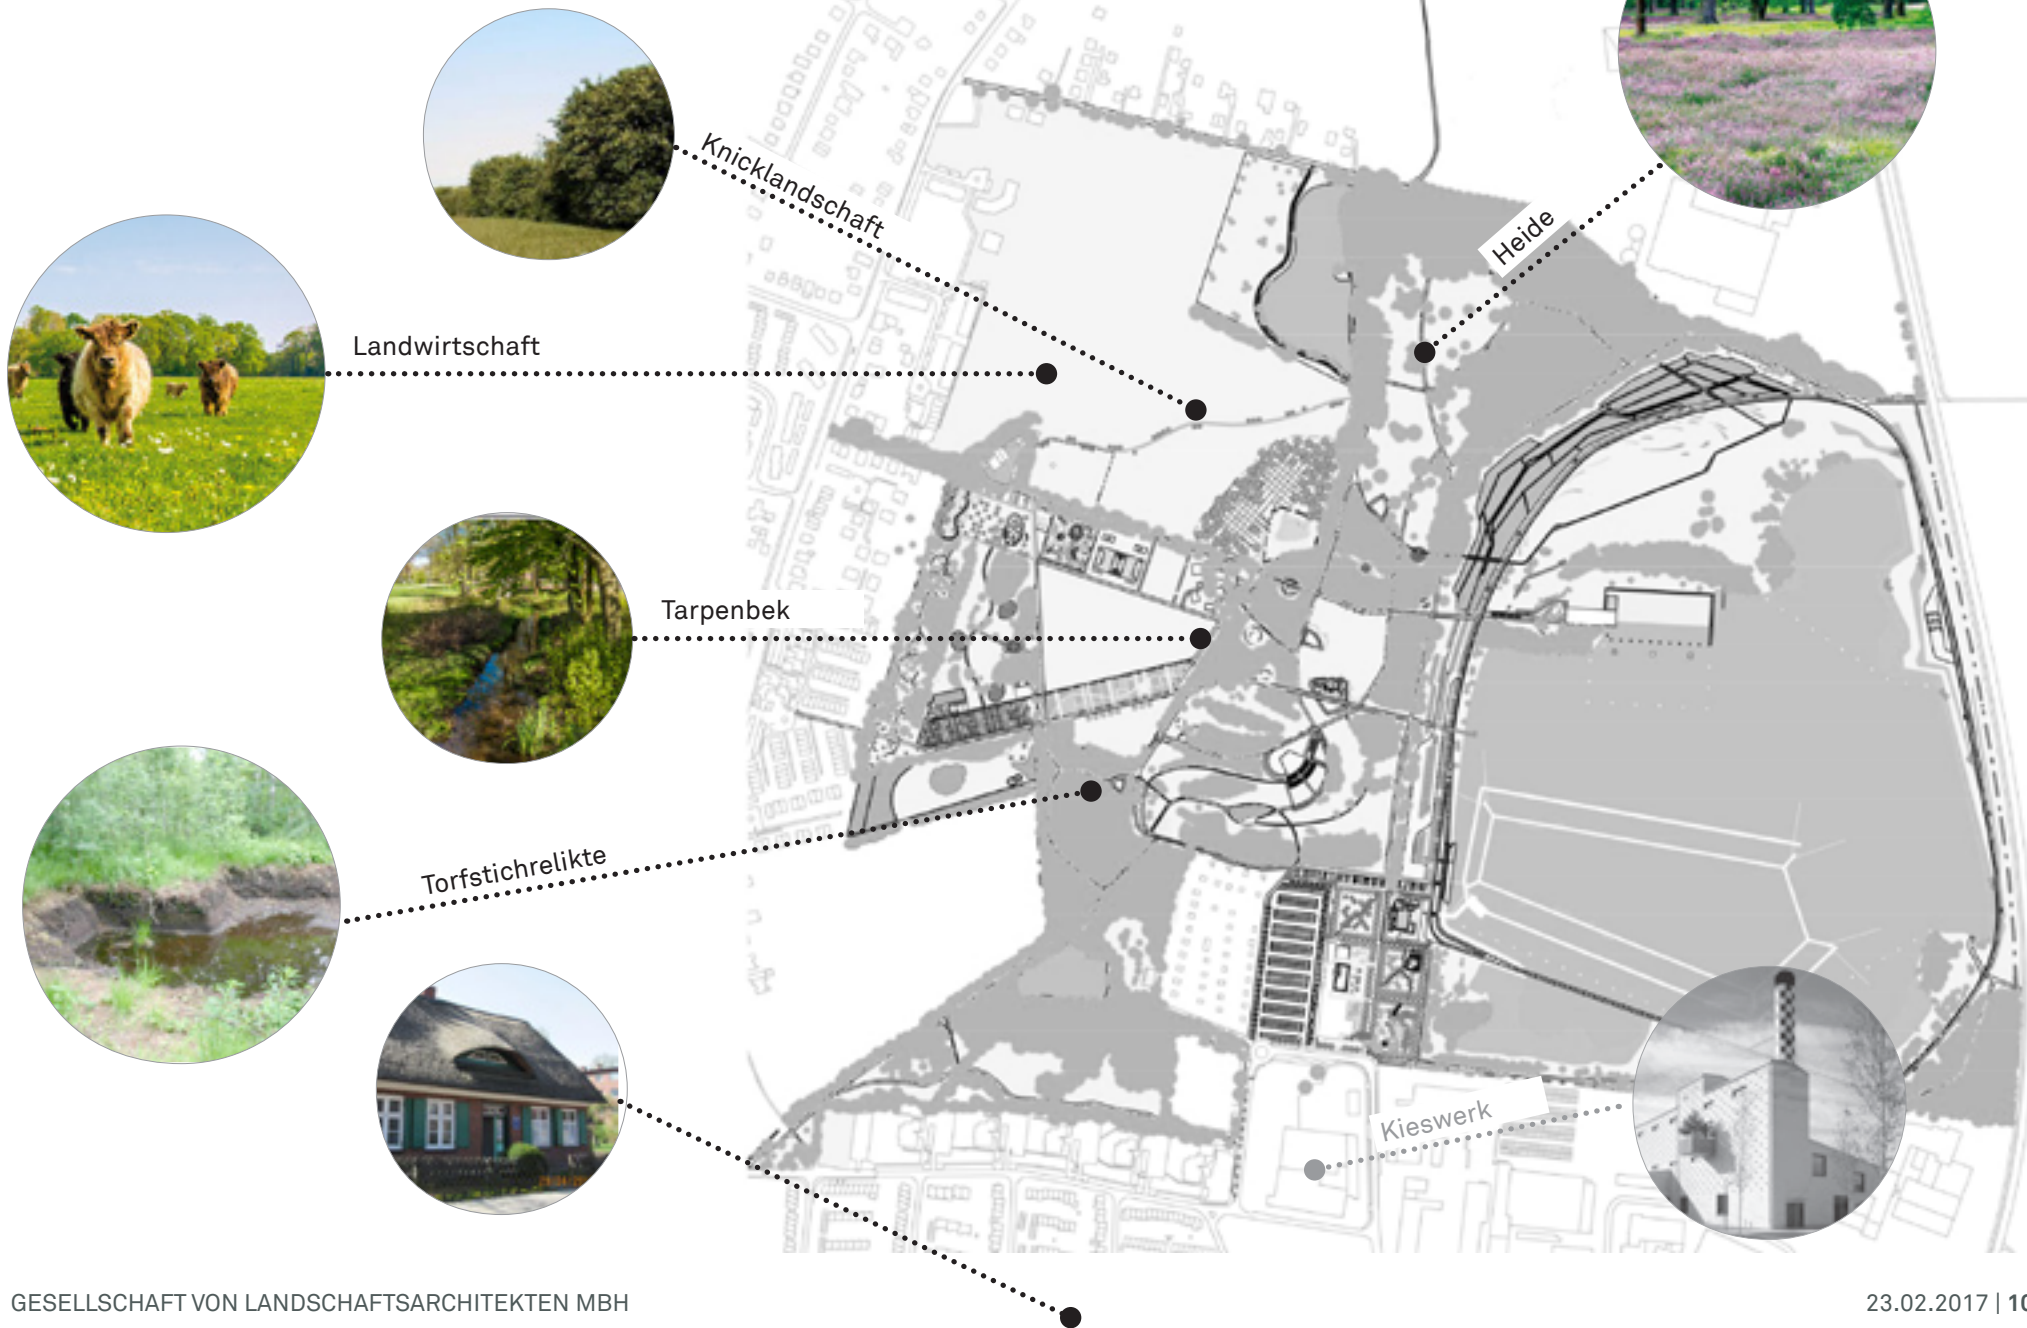 Knicklandschaft
Heide
Landwirtschaft
Tarpenbek
Torfstichrelikte
Kieswerk
GESELLSCHAFT VON LANDSCHAFTSARCHITEKTEN MBH
23.02.2017 | 10